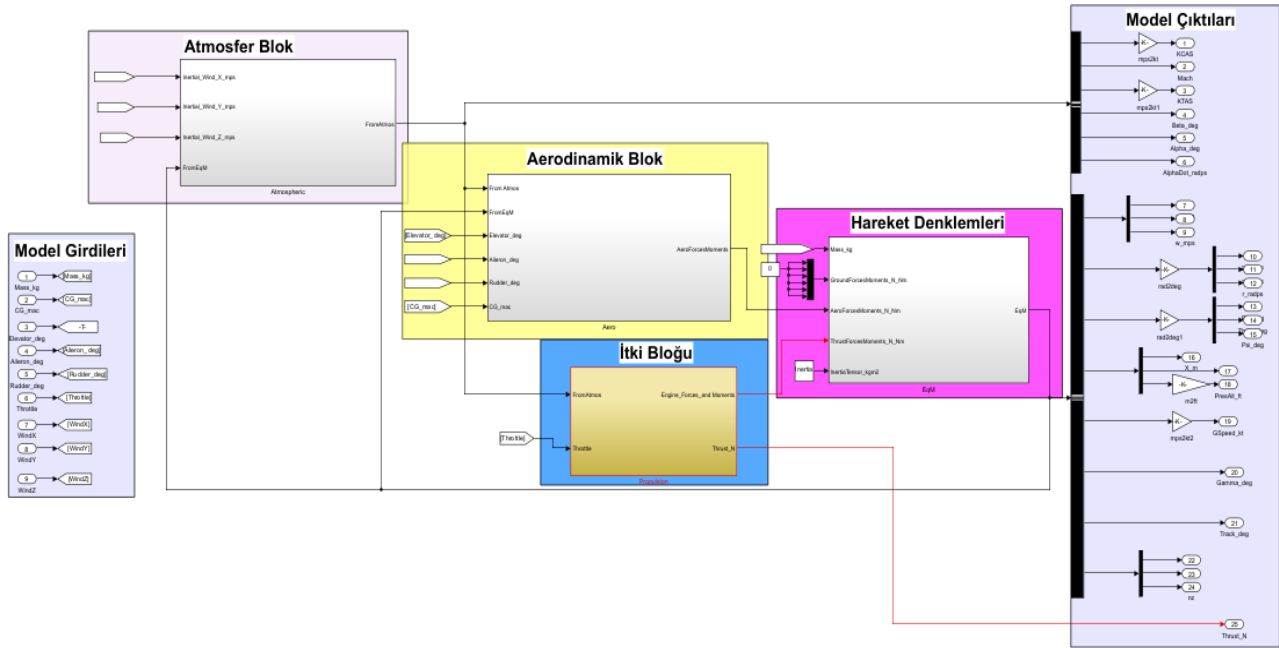 Model Girdileri
1
Mass_kg
[Mass_kg]
2
CG_mac
[CG_mac]
3
Elevator_deg
-T-
4
Aileron_deg
[Aileron_deg]
5
Rudder_deg
[Rudder_deg]
6
Throttle
[Throttle]
7
WindX
[WindX]
8
WindY
[WindY]
9
WindZ
[WindZ]
Atmosfer Blok
Inertial_Wind_X_mps
Inertial_Wind_Y_mps
Inertial_Wind_Z_mps
FromEqM
FromAtmos
Atmospheric
Aerodinamik Blok
From Atmos
FromEqM
[Elevator_deg]
Elevator_deg
Aileron_deg
Rudder_deg
[CG_mac]
CG_mac
AeroForcesMoments
Aero
İtki Bloğu
FromAtmos
[Throttle]
Throttle
Engine_Forces_and Moments
Thrust_N
Propulsion
Hareket Denklemleri
Mass_kg
0
GroundForcesMoments_N_Nm
AeroForcesMoments_N_Nm
ThrustForcesMoments_N_Nm
Inertia
InertiaTensor_kgm2
EqM
EqM
Model Çıktıları
-K-
mps2kt
1
KCAS
2
Mach
-K-
mps2kt1
3
KTAS
4
Beta_deg
5
Alpha_deg
6
AlphaDot_radps
7
8
9
w_mps
-K-
rad2deg
10
11
12
r_radps
-K-
rad2deg1
13
14
15
Psi_deg
16
X_m
17
-K-
m2ft
18
PresAlt_ft
-K-
mps2kt2
19
GSpeed_kt
20
Gamma_deg
21
Track_deg
22
23
24
nz
25
Thrust_N